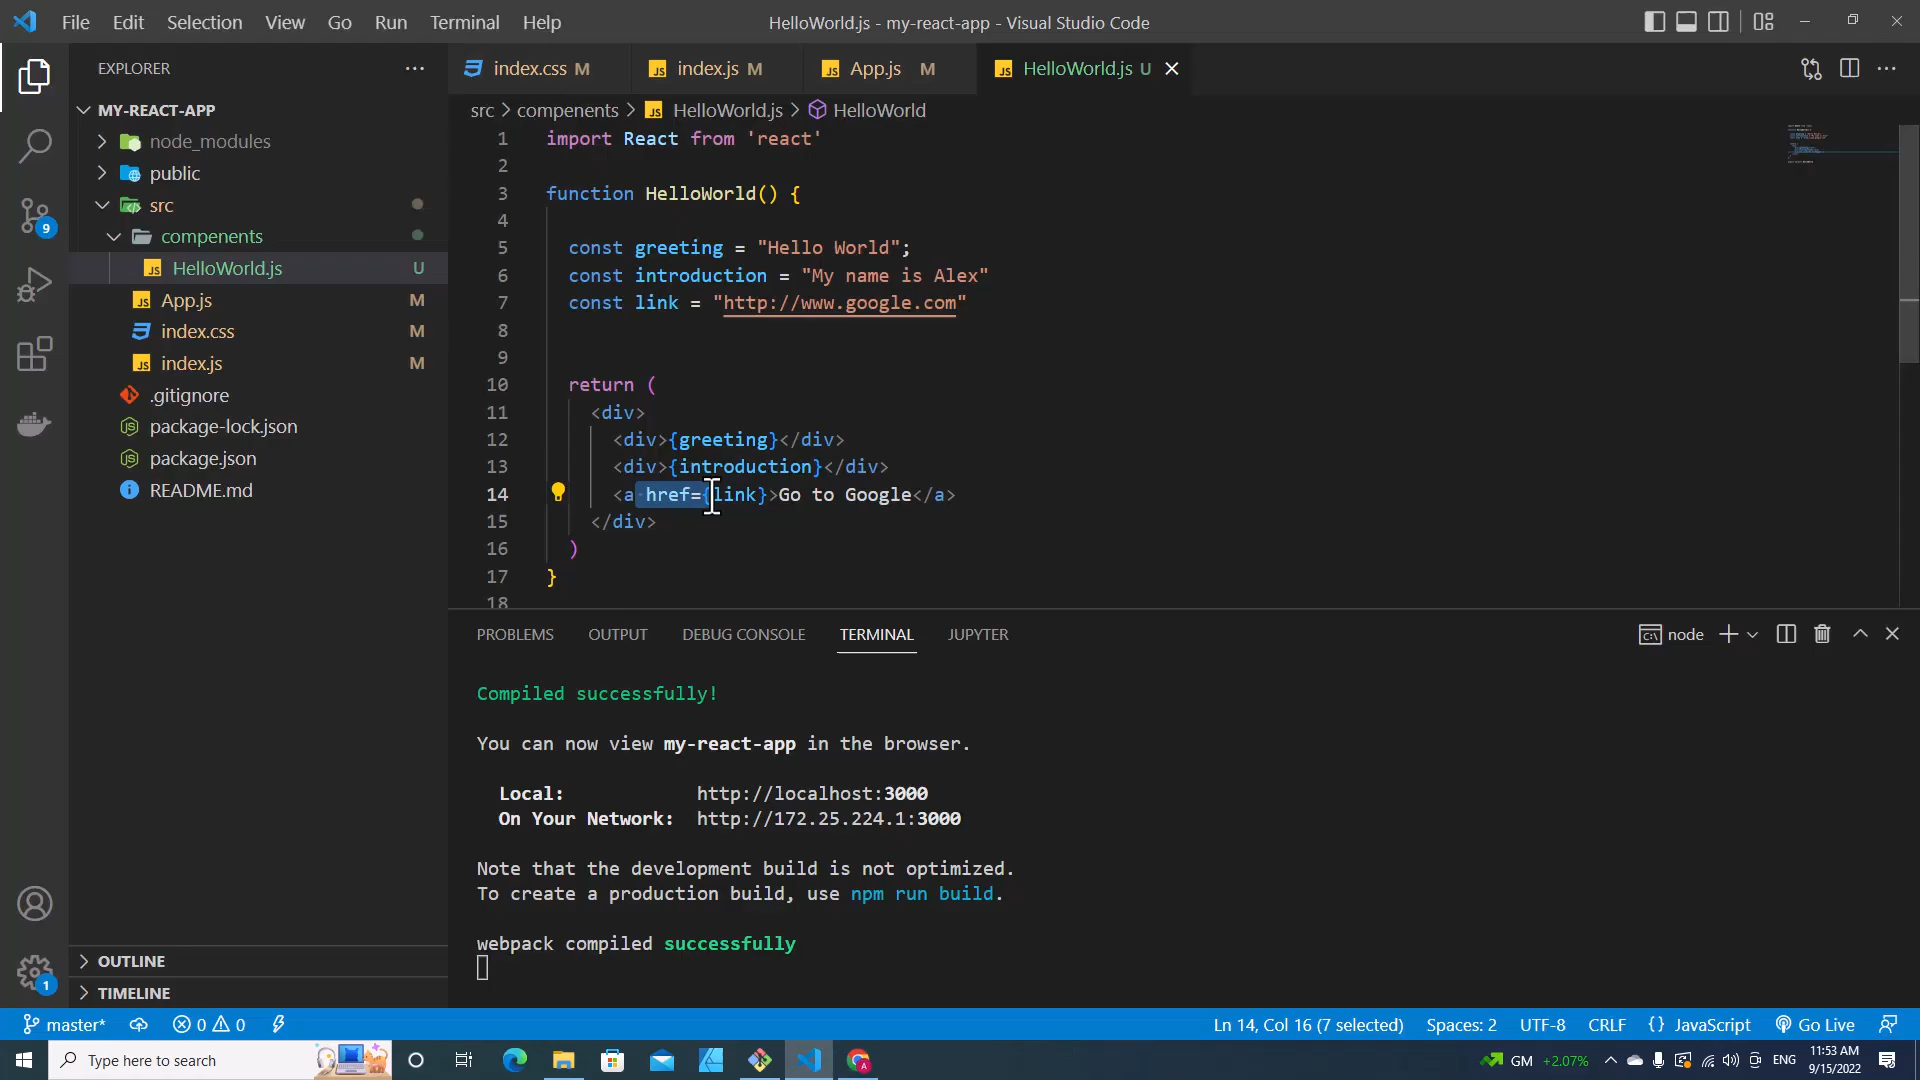 File Edit Selection View Go Run Terminal Help HelloWorld.js - my-react-app - Visual Studio Code
EXPLORER
index.css M index.js M App.js M HelloWorld.js U
MY-REACT-APP
node_modules
public
src
compenents
HelloWorld.js U
App.js M
index.css M
index.js M
.gitignore
package-lock.json
package.json
README.md
OUTLINE
TIMELINE
src > compenents > HelloWorld.js > HelloWorld
1 import React from 'react'
2
3 function HelloWorld() {
4
5 const greeting = "Hello World";
6 const introduction = "My name is Alex"
7 const link = "http://www.google.com"
8
9
10 return (
11 <div>
12 <div>{greeting}</div>
13 <div>{introduction}</div>
14 <a href={link}>Go to Google</a>
15 </div>
16 )
17 }
18
PROBLEMS OUTPUT DEBUG CONSOLE TERMINAL JUPYTER node
Compiled successfully!
You can now view my-react-app in the browser.
Local: http://localhost:3000
On Your Network: http://172.25.224.1:3000
Note that the development build is not optimized.
To create a production build, use npm run build.
webpack compiled successfully
9
1
master* 0 0 Ln 14, Col 16 (7 selected) Spaces: 2 UTF-8 CRLF {} JavaScript Go Live
Type here to search GM +2.07% ENG 11:53 AM
9/15/2022